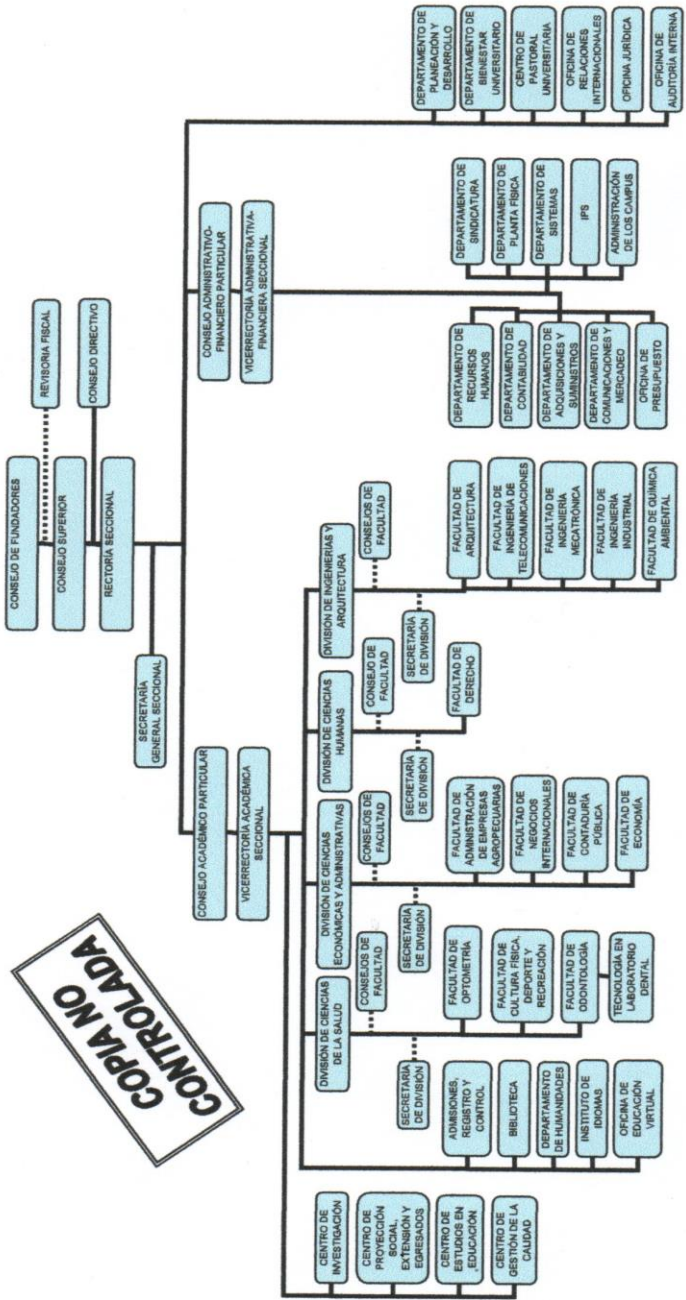 CONSEJO DE FUNDADORES
REVISORIA FISCAL
CONSEJO SUPERIOR
CONSEJO DIRECTIVO
RECTORÍA SECCIONAL
SECRETARÍA
GENERAL SECCIONAL
COPIA NO
CONTROLADA
CONSEJO ACADÉMICO PARTICULAR
VICERRECTORÍA ACADÉMICA
SECCIONAL
CONSEJO ADMINISTRATIVO-
FINANCIERO PARTICULAR
VICERRECTORÍA ADMINISTRATIVA-
FINANCIERA SECCIONAL
DIVISIÓN DE CIENCIAS
DE LA SALUD
CONSEJOS DE
FACULTAD
SECRETARÍA
DE DIVISIÓN
FACULTAD DE
OPTOMETRÍA
FACULTAD DE
CULTURA FÍSICA,
DEPORTE Y
RECREACIÓN
FACULTAD DE
ODONTOLOGÍA
TECNOLOGÍA EN
LABORATORIO
DENTAL
DIVISIÓN DE CIENCIAS
ECONÓMICAS Y ADMINISTRATIVAS
CONSEJOS DE
FACULTAD
SECRETARÍA
DE DIVISIÓN
FACULTAD DE
ADMINISTRACIÓN
DE EMPRESAS
AGROPECUARIAS
FACULTAD DE
NEGOCIOS
INTERNACIONALES
FACULTAD DE
CONTADURÍA
PÚBLICA
FACULTAD DE
ECONOMÍA
DIVISIÓN DE CIENCIAS
HUMANAS
CONSEJO DE
FACULTAD
SECRETARÍA
DE DIVISIÓN
FACULTAD DE
DERECHO
DIVISIÓN DE INGENIERÍAS Y
ARQUITECTURA
CONSEJOS DE
FACULTAD
SECRETARÍA
DE DIVISIÓN
FACULTAD DE
ARQUITECTURA
FACULTAD DE
INGENIERÍA DE
TELECOMUNICACIONES
FACULTAD DE
INGENIERÍA
MECATRÓNICA
FACULTAD DE
INGENIERÍA
INDUSTRIAL
FACULTAD DE QUÍMICA
AMBIENTAL
ADMISIONES,
REGISTRO Y
CONTROL
BIBLIOTECA
DEPARTAMENTO
DE HUMANIDADES
INSTITUTO DE
IDIOMAS
OFICINA DE
EDUCACIÓN
VIRTUAL
CENTRO DE
INVESTIGACIÓN
CENTRO DE
PROYECCIÓN
SOCIAL,
EXTENSIÓN Y
EGRESADOS
CENTRO DE
ESTUDIOS EN
EDUCACIÓN
CENTRO DE
GESTIÓN DE LA
CALIDAD
DEPARTAMENTO DE
RECURSOS
HUMANOS
DEPARTAMENTO DE
CONTABILIDAD
DEPARTAMENTO DE
ADQUISICIONES Y
SUMINISTROS
DEPARTAMENTO DE
COMUNICACIONES Y
MERCADEO
OFICINA DE
PRESUPUESTO
DEPARTAMENTO DE
SINDICATURA
DEPARTAMENTO DE
PLANTA FÍSICA
DEPARTAMENTO DE
SISTEMAS
IPS
ADMINISTRACIÓN
DE LOS CAMPUS
DEPARTAMENTO DE
PLANEACIÓN Y
DESARROLLO
DEPARTAMENTO DE
BIENESTAR
UNIVERSITARIO
CENTRO DE
PASTORAL
UNIVERSITARIA
OFICINA DE
RELACIONES
INTERNACIONALES
OFICINA JURÍDICA
OFICINA DE
AUDITORÍA INTERNA